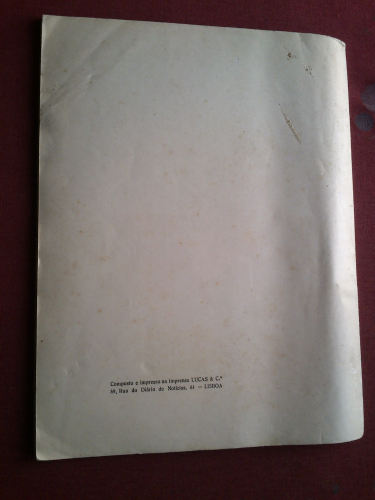 Composto e impresso na Imprensa LUCAS & C.ª
59, Rua do Diário de Notícias, 61 — LISBOA